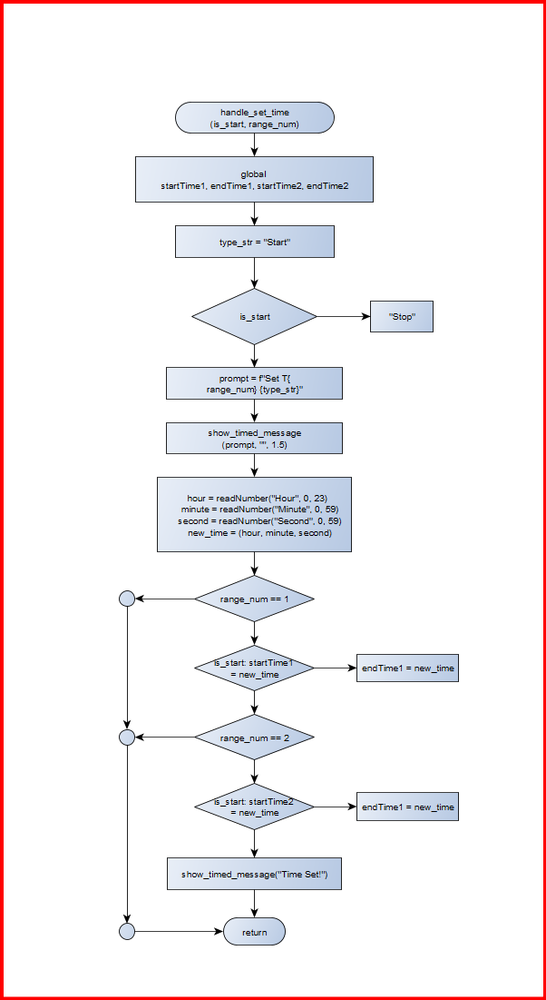 handle_set_time
(is_start, range_num)
global
startTime1, endTime1, startTime2, endTime2
type_str = "Start"
is_start
"Stop"
prompt = f"Set T{
range_num} {type_str}"
show_timed_message
(prompt, "", 1.5)
hour = readNumber("Hour", 0, 23)
minute = readNumber("Minute", 0, 59)
second = readNumber("Second", 0, 59)
new_time = (hour, minute, second)
range_num == 1
is_start: startTime1
= new_time
endTime1 = new_time
range_num == 2
is_start: startTime2
= new_time
endTime1 = new_time
show_timed_message("Time Set!")
return